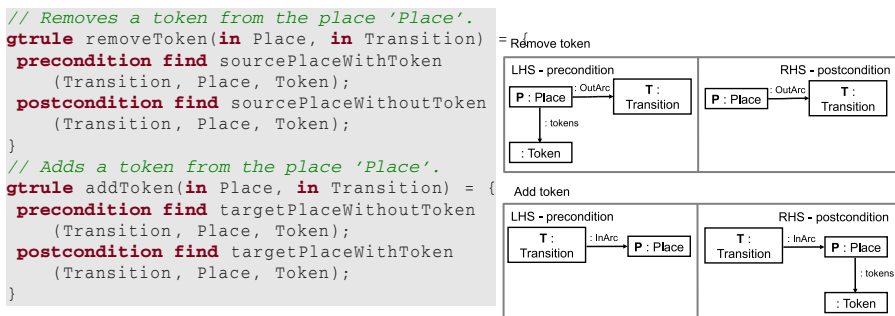 // Removes a token from the place 'Place'.
gtrule removeToken(in Place, in Transition) = {
precondition find sourcePlaceWithToken
(Transition, Place, Token);
postcondition find sourcePlaceWithoutToken
(Transition, Place, Token);
}
// Adds a token from the place 'Place'.
gtrule addToken(in Place, in Transition) = {
precondition find targetPlaceWithoutToken
(Transition, Place, Token);
postcondition find targetPlaceWithToken
(Transition, Place, Token);
}
Remove token
LHS - precondition
P : Place
: OutArc
T :
Transition
: tokens
: Token
RHS - postcondition
P : Place
: OutArc
T :
Transition
Add token
LHS - precondition
T :
Transition
: InArc
P : Place
RHS - postcondition
T :
Transition
: InArc
P : Place
: tokens
: Token